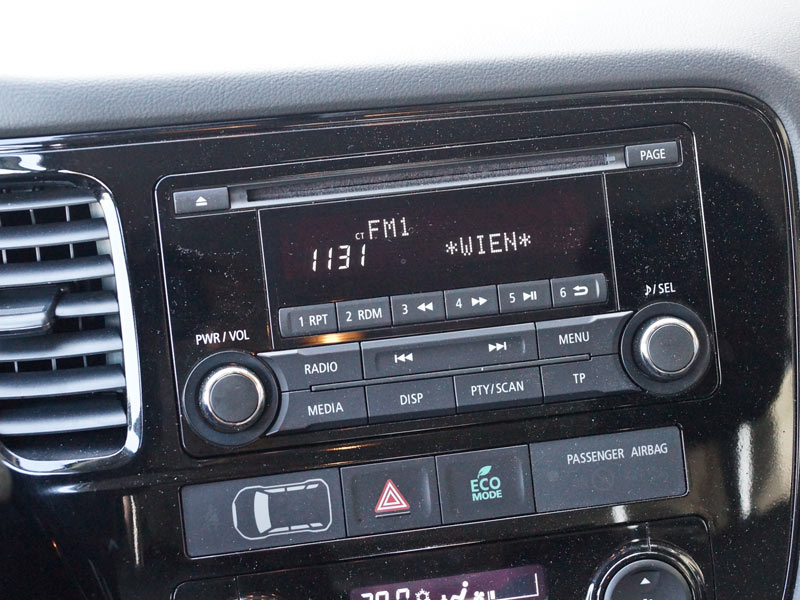 PAGE
CT FM1
1131 *WIEN*
1 RPT 2 RDM 3 4 5 6
PWR / VOL
♪/SEL
RADIO MENU
MEDIA DISP PTY/SCAN TP
ECO
MODE
PASSENGER AIRBAG